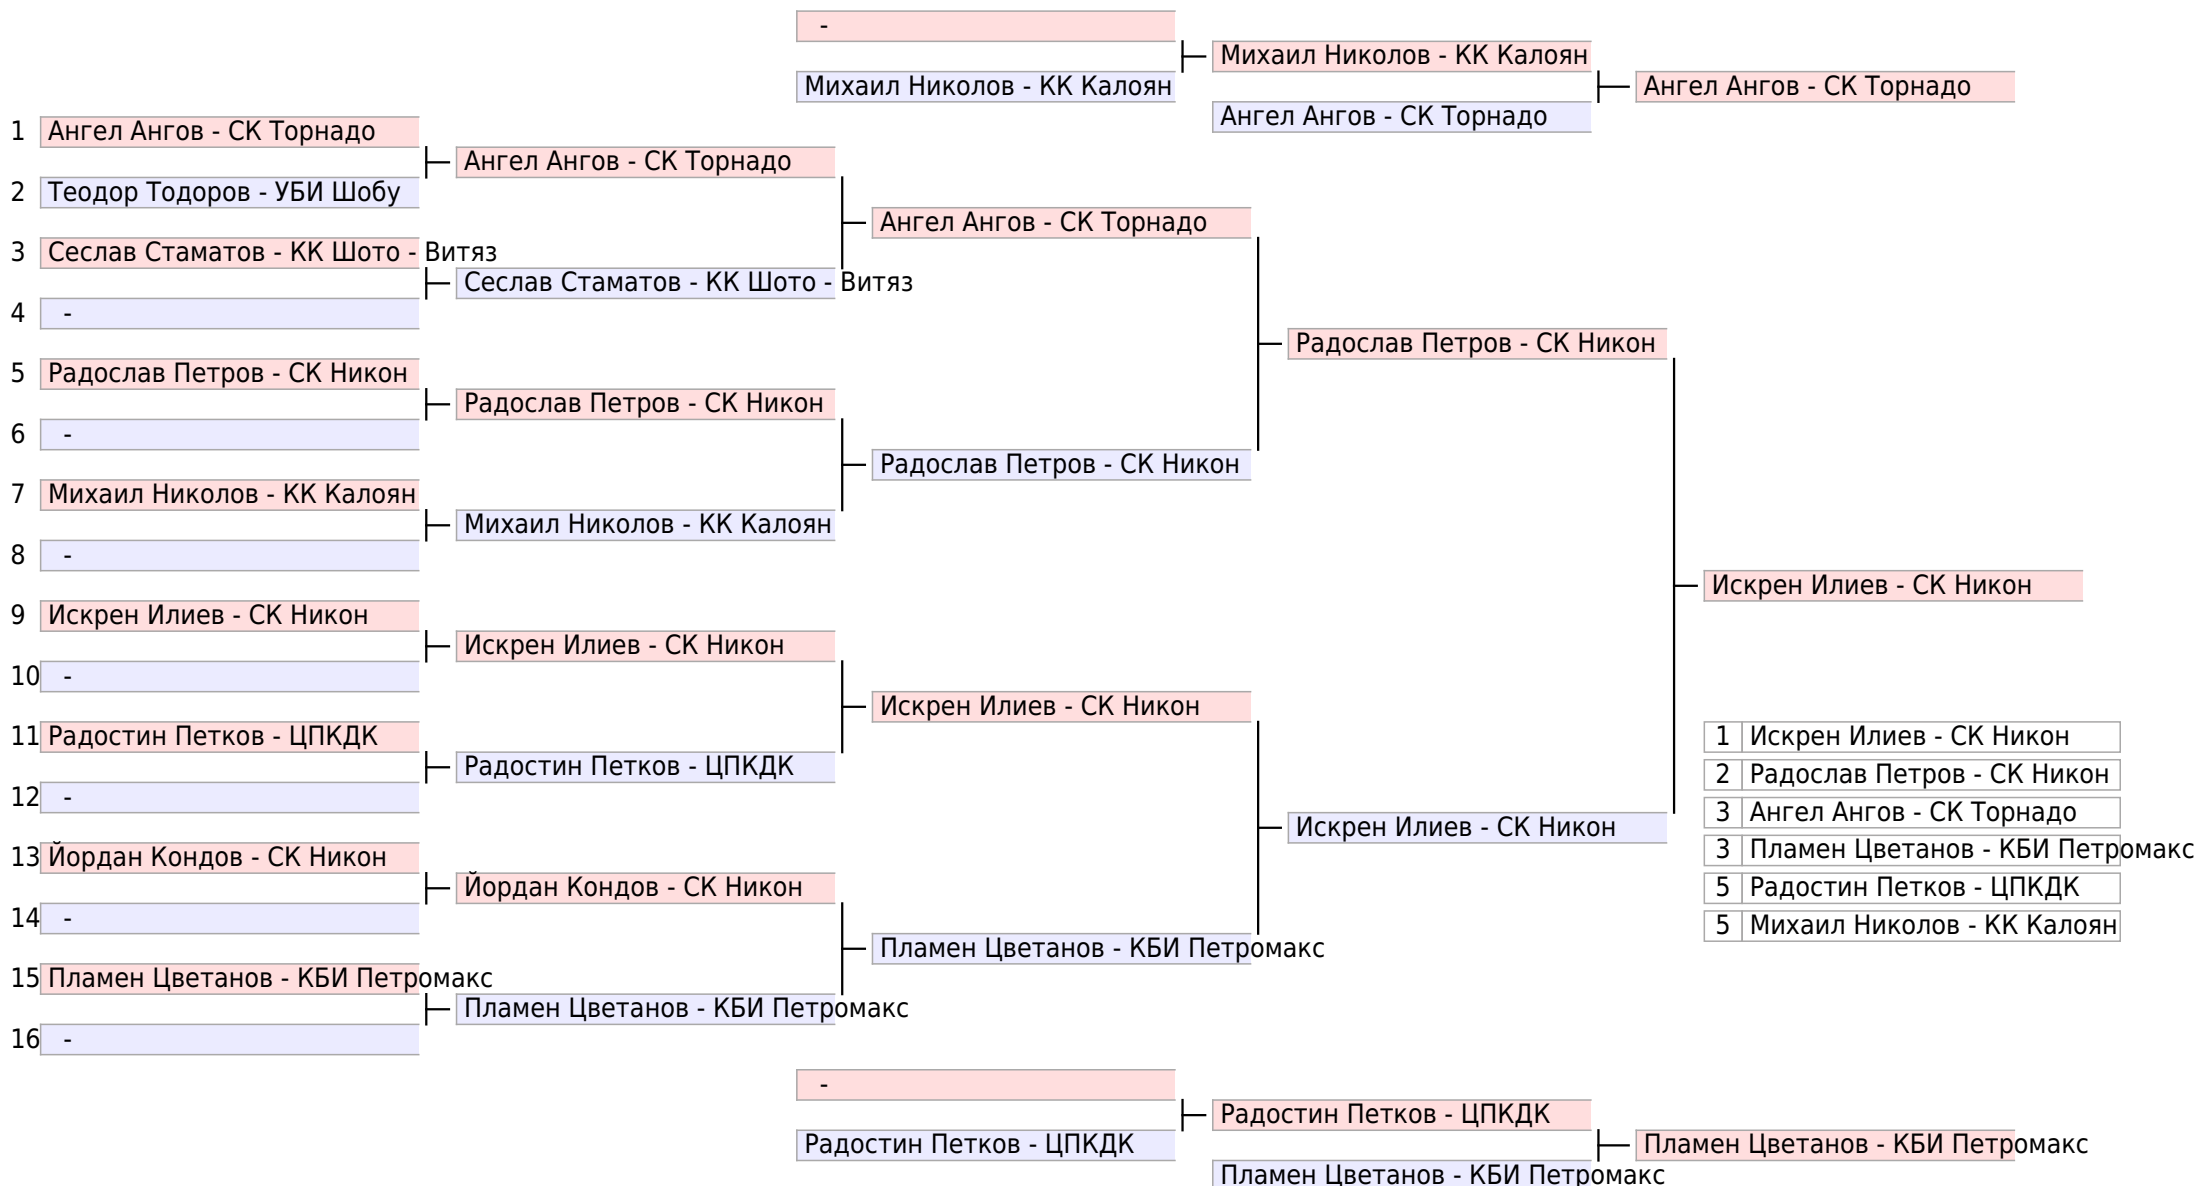 -
Михаил Николов - КК Калоян
Михаил Николов - КК Калоян
Ангел Ангов - СК Торнадо
Ангел Ангов - СК Торнадо
1 Ангел Ангов - СК Торнадо
Ангел Ангов - СК Торнадо
2 Теодор Тодоров - УБИ Шобу
Ангел Ангов - СК Торнадо
3 Сеслав Стаматов - КК Шото - Витяз
Сеслав Стаматов - КК Шото - Витяз
4 -
Радослав Петров - СК Никон
5 Радослав Петров - СК Никон
Радослав Петров - СК Никон
6 -
Радослав Петров - СК Никон
7 Михаил Николов - КК Калоян
Михаил Николов - КК Калоян
8 -
Искрен Илиев - СК Никон
9 Искрен Илиев - СК Никон
Искрен Илиев - СК Никон
10 -
Искрен Илиев - СК Никон
11 Радостин Петков - ЦПКДК
Радостин Петков - ЦПКДК
12 -
Искрен Илиев - СК Никон
13 Йордан Кондов - СК Никон
Йордан Кондов - СК Никон
14 -
Пламен Цветанов - КБИ Петромакс
15 Пламен Цветанов - КБИ Петромакс
Пламен Цветанов - КБИ Петромакс
16 -
1 Искрен Илиев - СК Никон
2 Радослав Петров - СК Никон
3 Ангел Ангов - СК Торнадо
3 Пламен Цветанов - КБИ Петромакс
5 Радостин Петков - ЦПКДК
5 Михаил Николов - КК Калоян
-
Радостин Петков - ЦПКДК
Радостин Петков - ЦПКДК
Пламен Цветанов - КБИ Петромакс
Пламен Цветанов - КБИ Петромакс